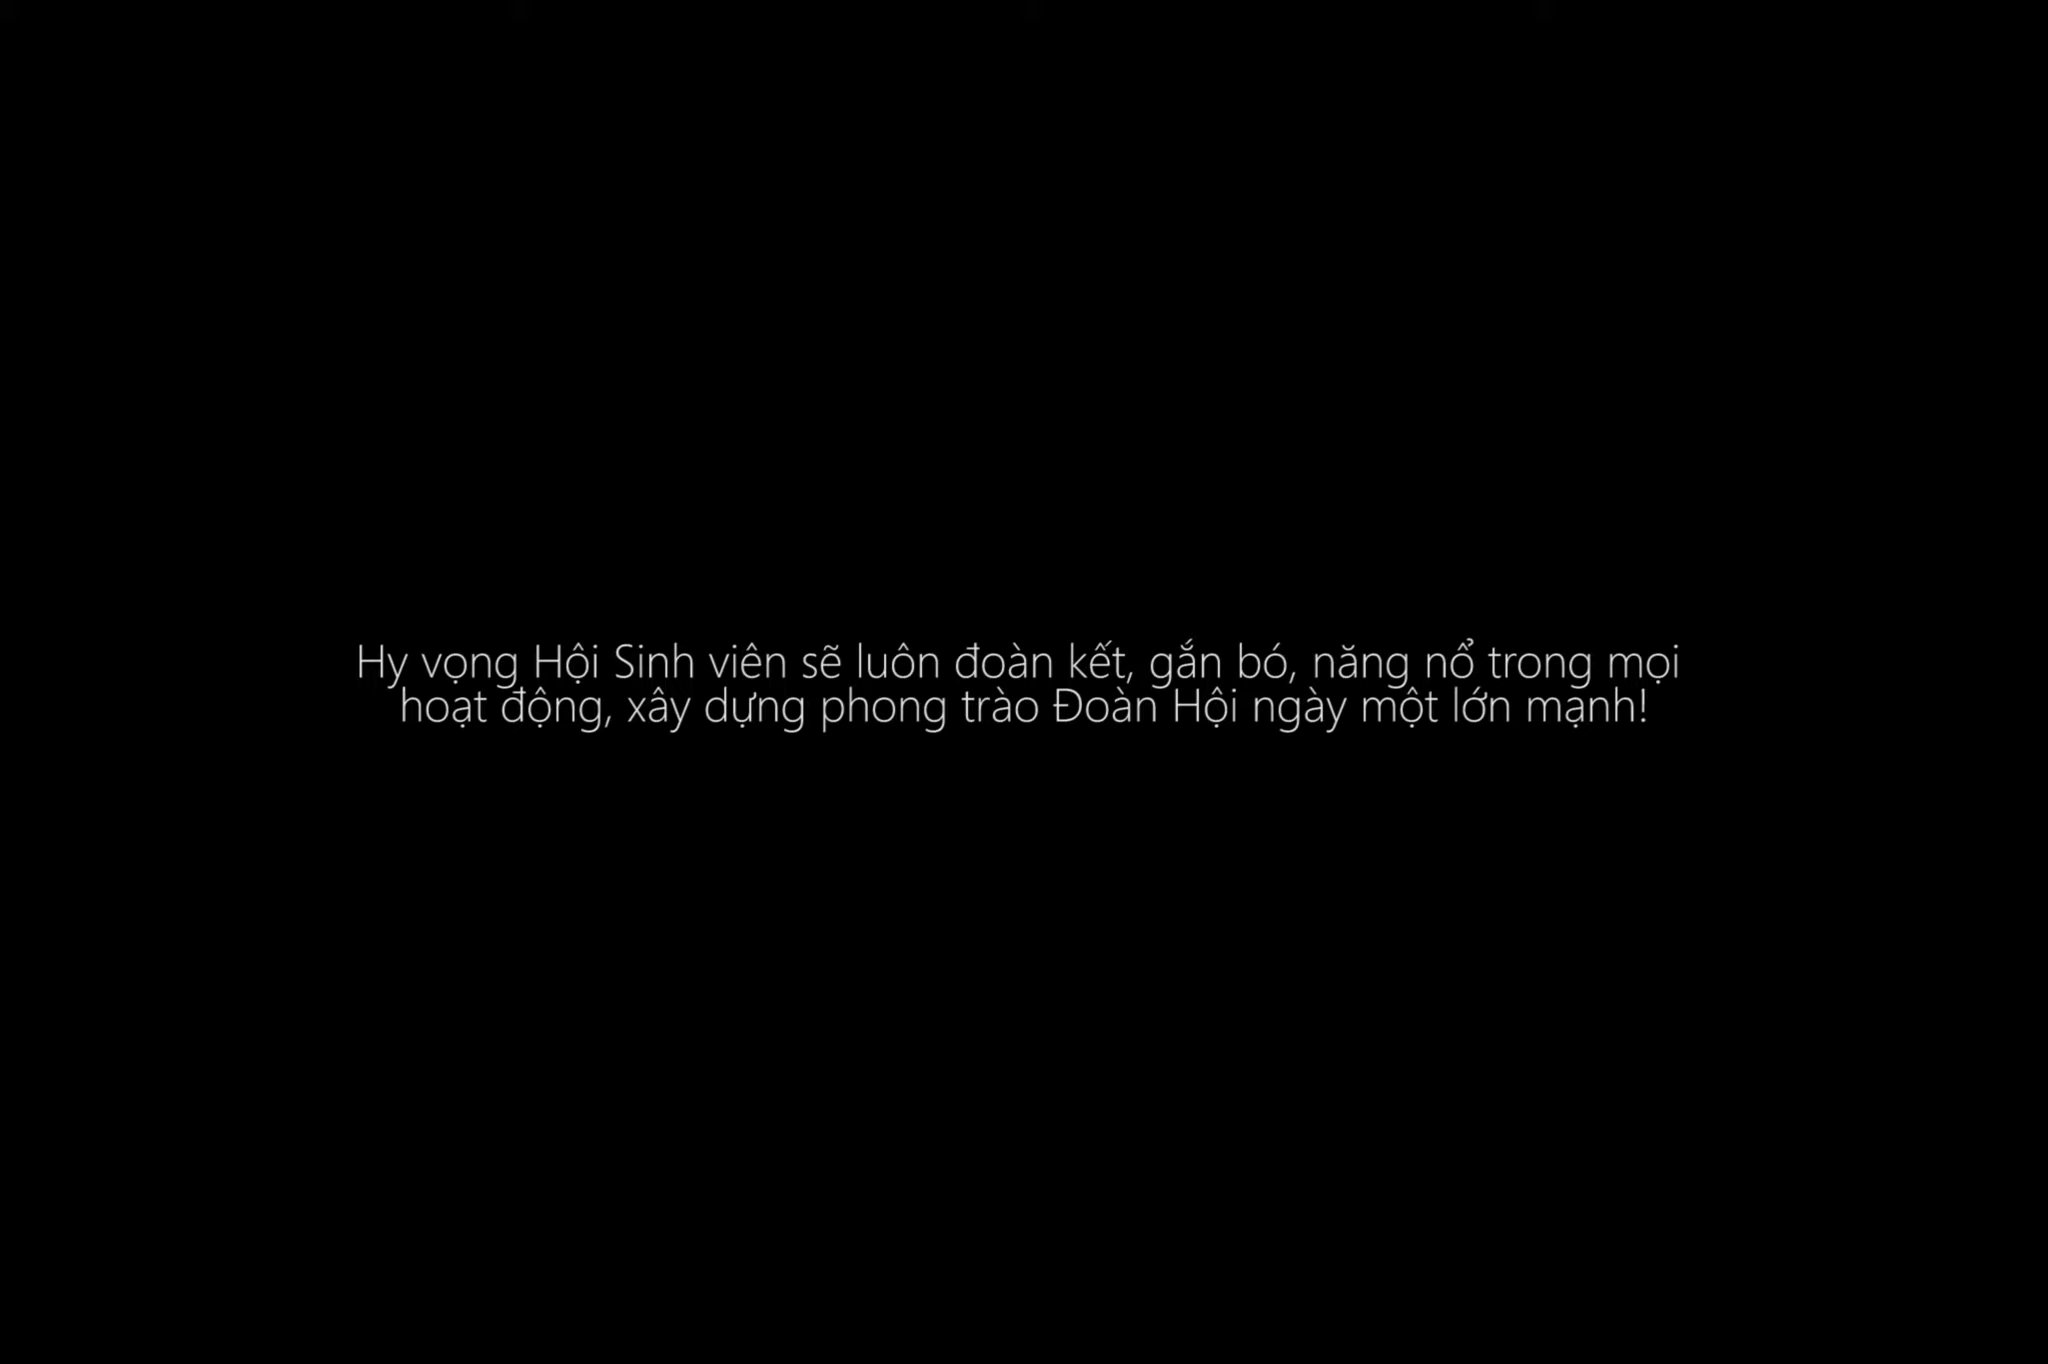 Hy vọng Hội Sinh viên sẽ luôn đoàn kết, gắn bó, năng nổ trong mọi
hoạt động, xây dựng phong trào Đoàn Hội ngày một lớn mạnh!